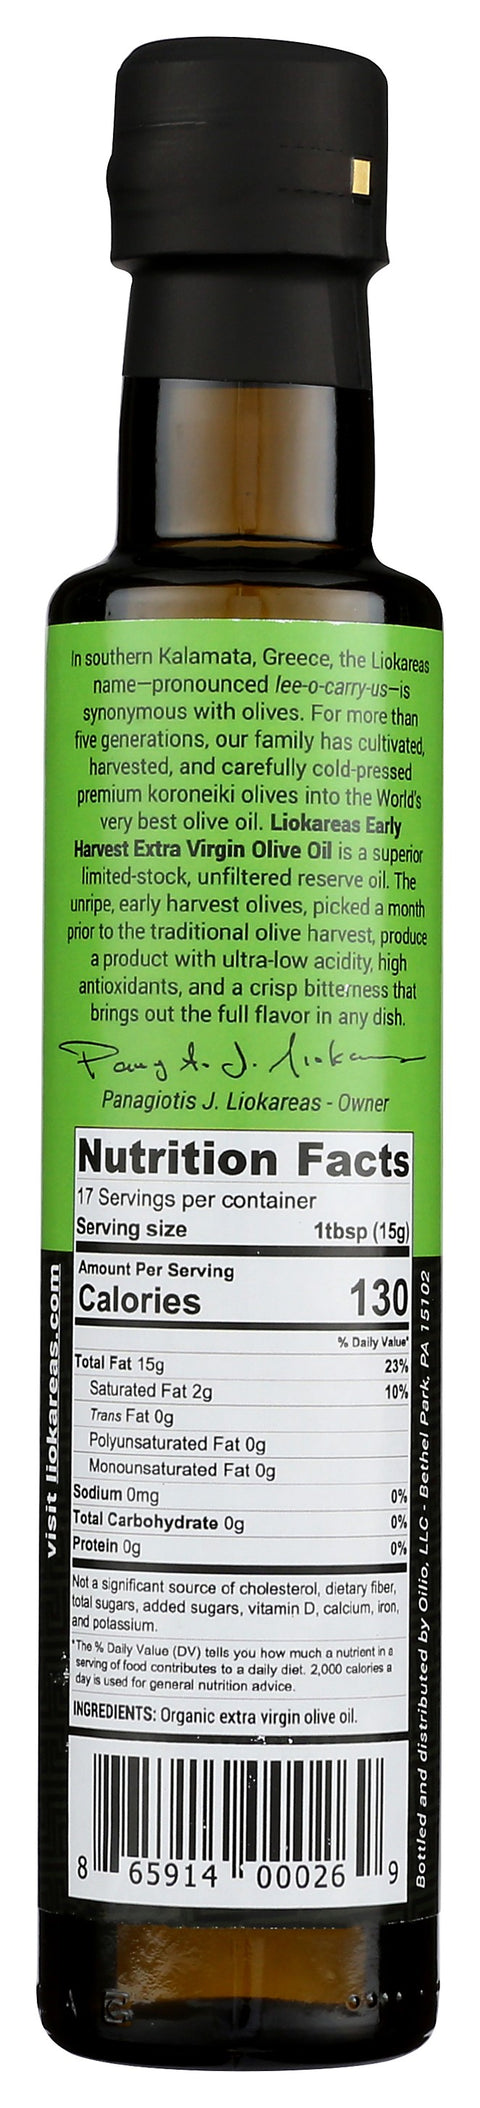 In southern Kalamata, Greece, the Liokareas
name—pronounced lee-o-carry-us—is
synonymous with olives. For more than
five generations, our family has cultivated,
harvested, and carefully cold-pressed
premium koroneiki olives into the World's
very best olive oil. Liokareas Early
Harvest Extra Virgin Olive Oil is a superior
limited-stock, unfiltered reserve oil. The
unripe, early harvest olives, picked a month
prior to the traditional olive harvest, produce
a product with ultra-low acidity, high
antioxidants, and a crisp bitterness that
brings out the full flavor in any dish.
Panagiotis J. Liokareas - Owner
Nutrition Facts
17 Servings per container
Serving size 1tbsp (15g)
Amount Per Serving
Calories 130
% Daily Value*
Total Fat 15g 23%
Saturated Fat 2g 10%
Trans Fat 0g
Polyunsaturated Fat 0g
Monounsaturated Fat 0g
Sodium 0mg 0%
Total Carbohydrate 0g 0%
Protein 0g 0%
Not a significant source of cholesterol, dietary fiber,
total sugars, added sugars, vitamin D, calcium, iron,
and potassium.
*The % Daily Value (DV) tells you how much a nutrient in a
serving of food contributes to a daily diet. 2,000 calories a
day is used for general nutrition advice.
INGREDIENTS: Organic extra virgin olive oil.
8 65914 00026 9
visit liokareas.com
Bottled and distributed by Oilo, LLC - Bethel Park, PA 15102